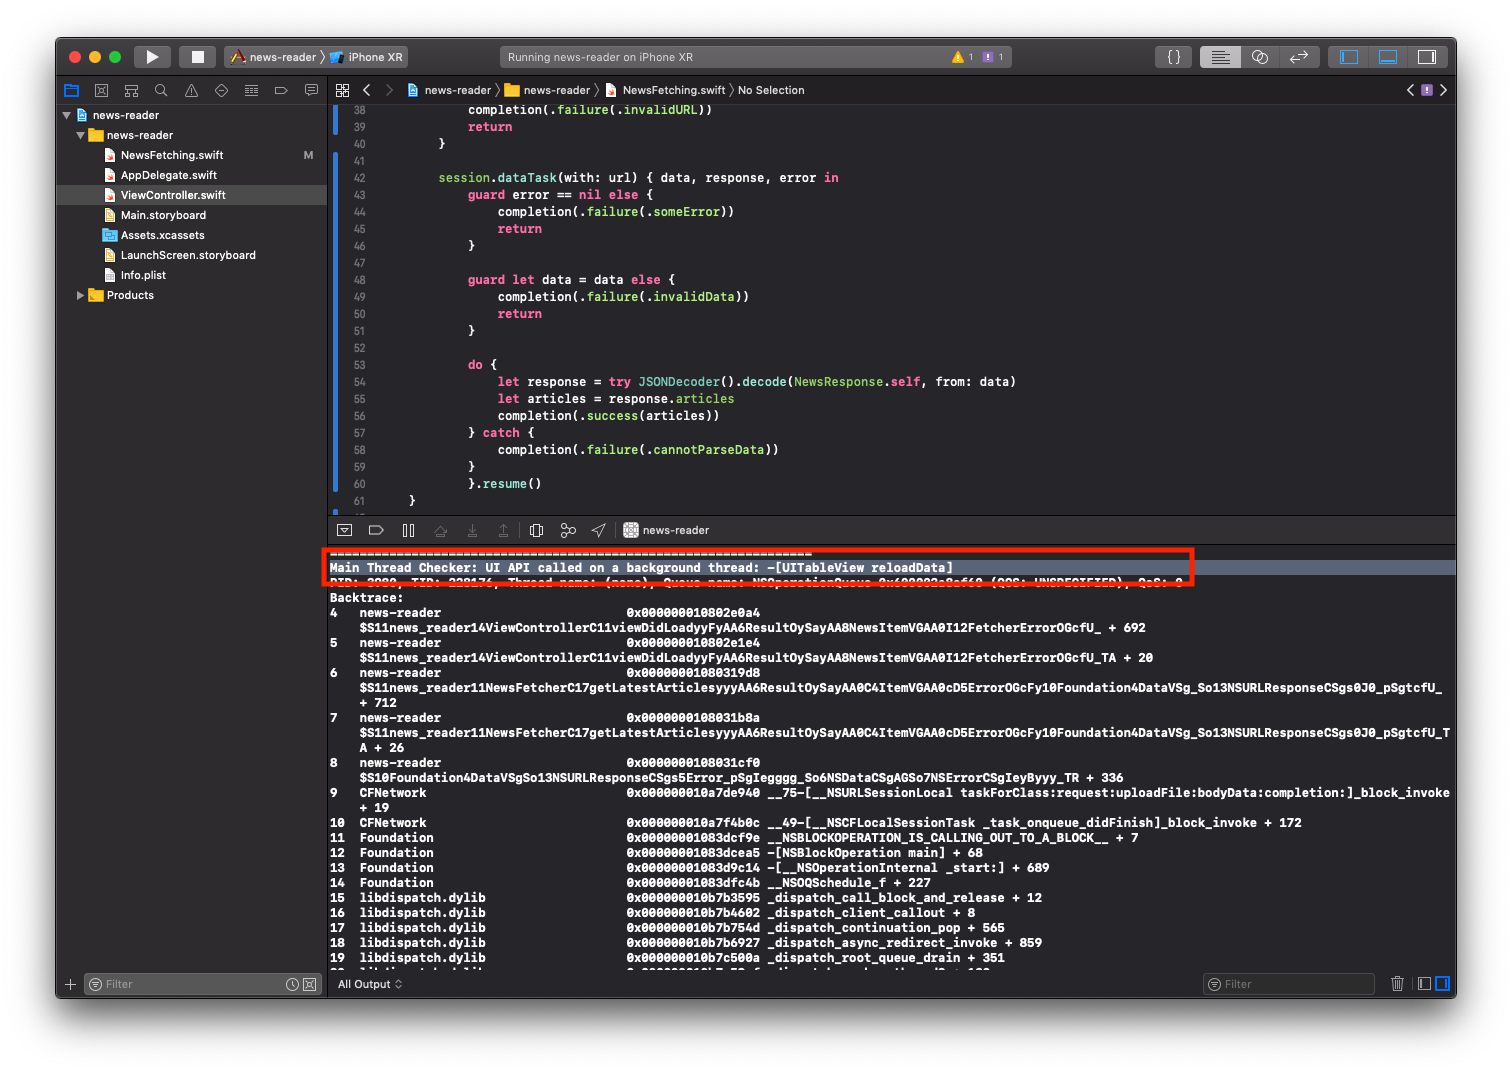 news-reader iPhone XR
Running news-reader on iPhone XR
1
1
{ }
news-reader news-reader NewsFetching.swift No Selection
news-reader
news-reader
NewsFetching.swift M
AppDelegate.swift
ViewController.swift
Main.storyboard
Assets.xcassets
LaunchScreen.storyboard
Info.plist
Products
38 completion(.failure(.invalidURL))
39 return
40 }
41
42 session.dataTask(with: url) { data, response, error in
43 guard error == nil else {
44 completion(.failure(.someError))
45 return
46 }
47
48 guard let data = data else {
49 completion(.failure(.invalidData))
50 return
51 }
52
53 do {
54 let response = try JSONDecoder().decode(NewsResponse.self, from: data)
55 let articles = response.articles
56 completion(.success(articles))
57 } catch {
58 completion(.failure(.cannotParseData))
59 }
60 }.resume()
61 }
news-reader
Main Thread Checker: UI API called on a background thread: -[UITableView reloadData]
Backtrace:
4 news-reader 0x000000010802e0a4
$S11news_reader14ViewControllerC11viewDidLoadyyFyAA6ResultOySayAA8NewsItemVGAA0I12FetcherErrorOGcfU_ + 692
5 news-reader 0x000000010802e1e4
$S11news_reader14ViewControllerC11viewDidLoadyyFyAA6ResultOySayAA8NewsItemVGAA0I12FetcherErrorOGcfU_TA + 20
6 news-reader 0x00000001080319d8
$S11news_reader11NewsFetcherC17getLatestArticlesyyyAA6ResultOySayAA0C4ItemVGAA0cD5ErrorOGcFy10Foundation4DataVSg_So13NSURLResponseCSgs0J0_pSgtcfU_
+ 712
7 news-reader 0x0000000108031b8a
$S11news_reader11NewsFetcherC17getLatestArticlesyyyAA6ResultOySayAA0C4ItemVGAA0cD5ErrorOGcFy10Foundation4DataVSg_So13NSURLResponseCSgs0J0_pSgtcfU_T
A + 26
8 news-reader 0x0000000108031cf0
$S10Foundation4DataVSgSo13NSURLResponseCSgs5Error_pSgIegggg_So6NSDataCSgAGSo7NSErrorCSgIeyByyy_TR + 336
9 CFNetwork 0x000000010a7de940 __75-[__NSURLSessionLocal taskForClass:request:uploadFile:bodyData:completion:]_block_invoke
+ 19
10 CFNetwork 0x000000010a7f4b0c __49-[__NSCFLocalSessionTask _task_onqueue_didFinish]_block_invoke + 172
11 Foundation 0x00000001083dcf9e __NSBLOCKOPERATION_IS_CALLING_OUT_TO_A_BLOCK__ + 7
12 Foundation 0x00000001083dcea5 -[NSBlockOperation main] + 68
13 Foundation 0x00000001083d9c14 -[__NSOperationInternal _start:] + 689
14 Foundation 0x00000001083dfc4b __NSOQSchedule_f + 227
15 libdispatch.dylib 0x000000010b7b3595 _dispatch_call_block_and_release + 12
16 libdispatch.dylib 0x000000010b7b4602 _dispatch_client_callout + 8
17 libdispatch.dylib 0x000000010b7b754d _dispatch_continuation_pop + 565
18 libdispatch.dylib 0x000000010b7b6927 _dispatch_async_redirect_invoke + 859
19 libdispatch.dylib 0x000000010b7c500a _dispatch_root_queue_drain + 351
Filter
All Output
Filter